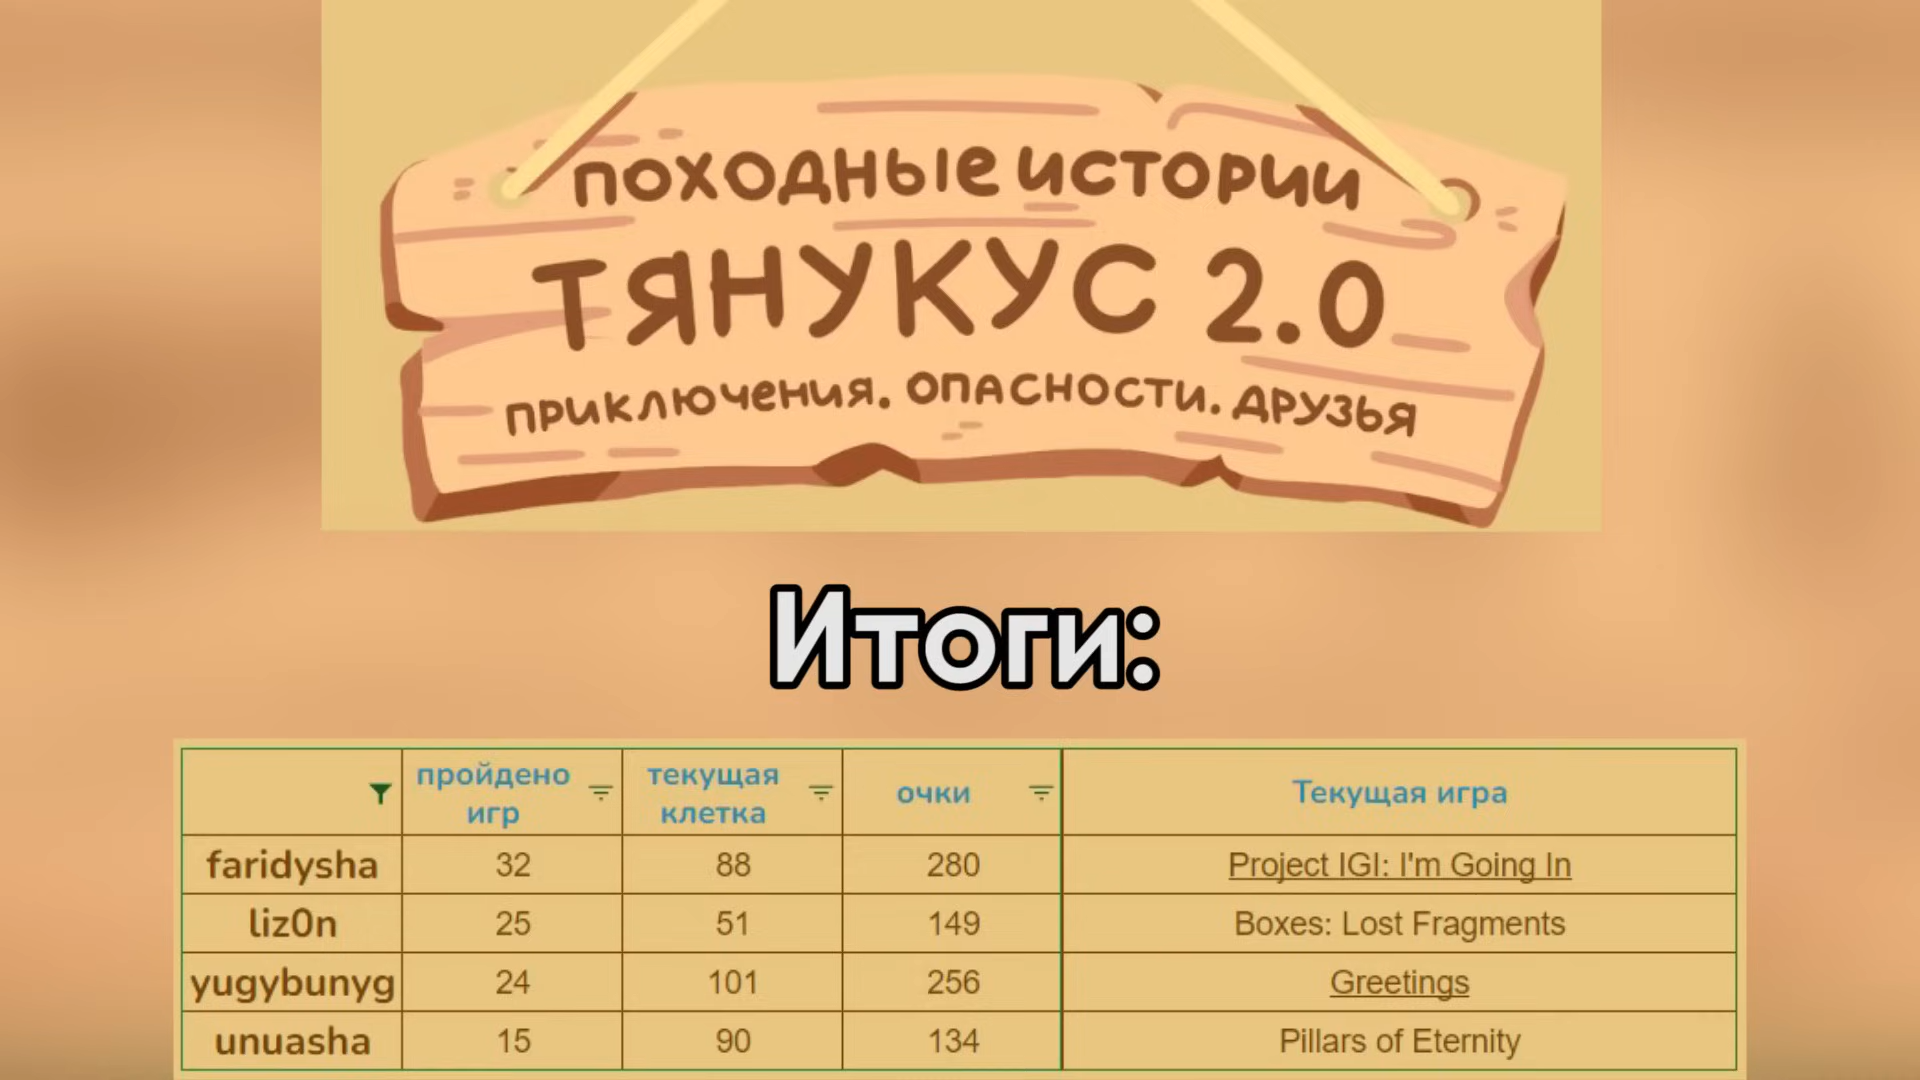 ПОХОДНЫЕ ИСТОРИИ
ТЯНУКУС 2.0
ПРИКЛЮЧЕНИЯ. ОПАСНОСТИ. ДРУЗЬЯ
Итоги:
пройдено игр текущая клетка очки Текущая игра
faridysha 32 88 280 Project IGI: I'm Going In
liz0n 25 51 149 Boxes: Lost Fragments
yugybunyg 24 101 256 Greetings
unuasha 15 90 134 Pillars of Eternity